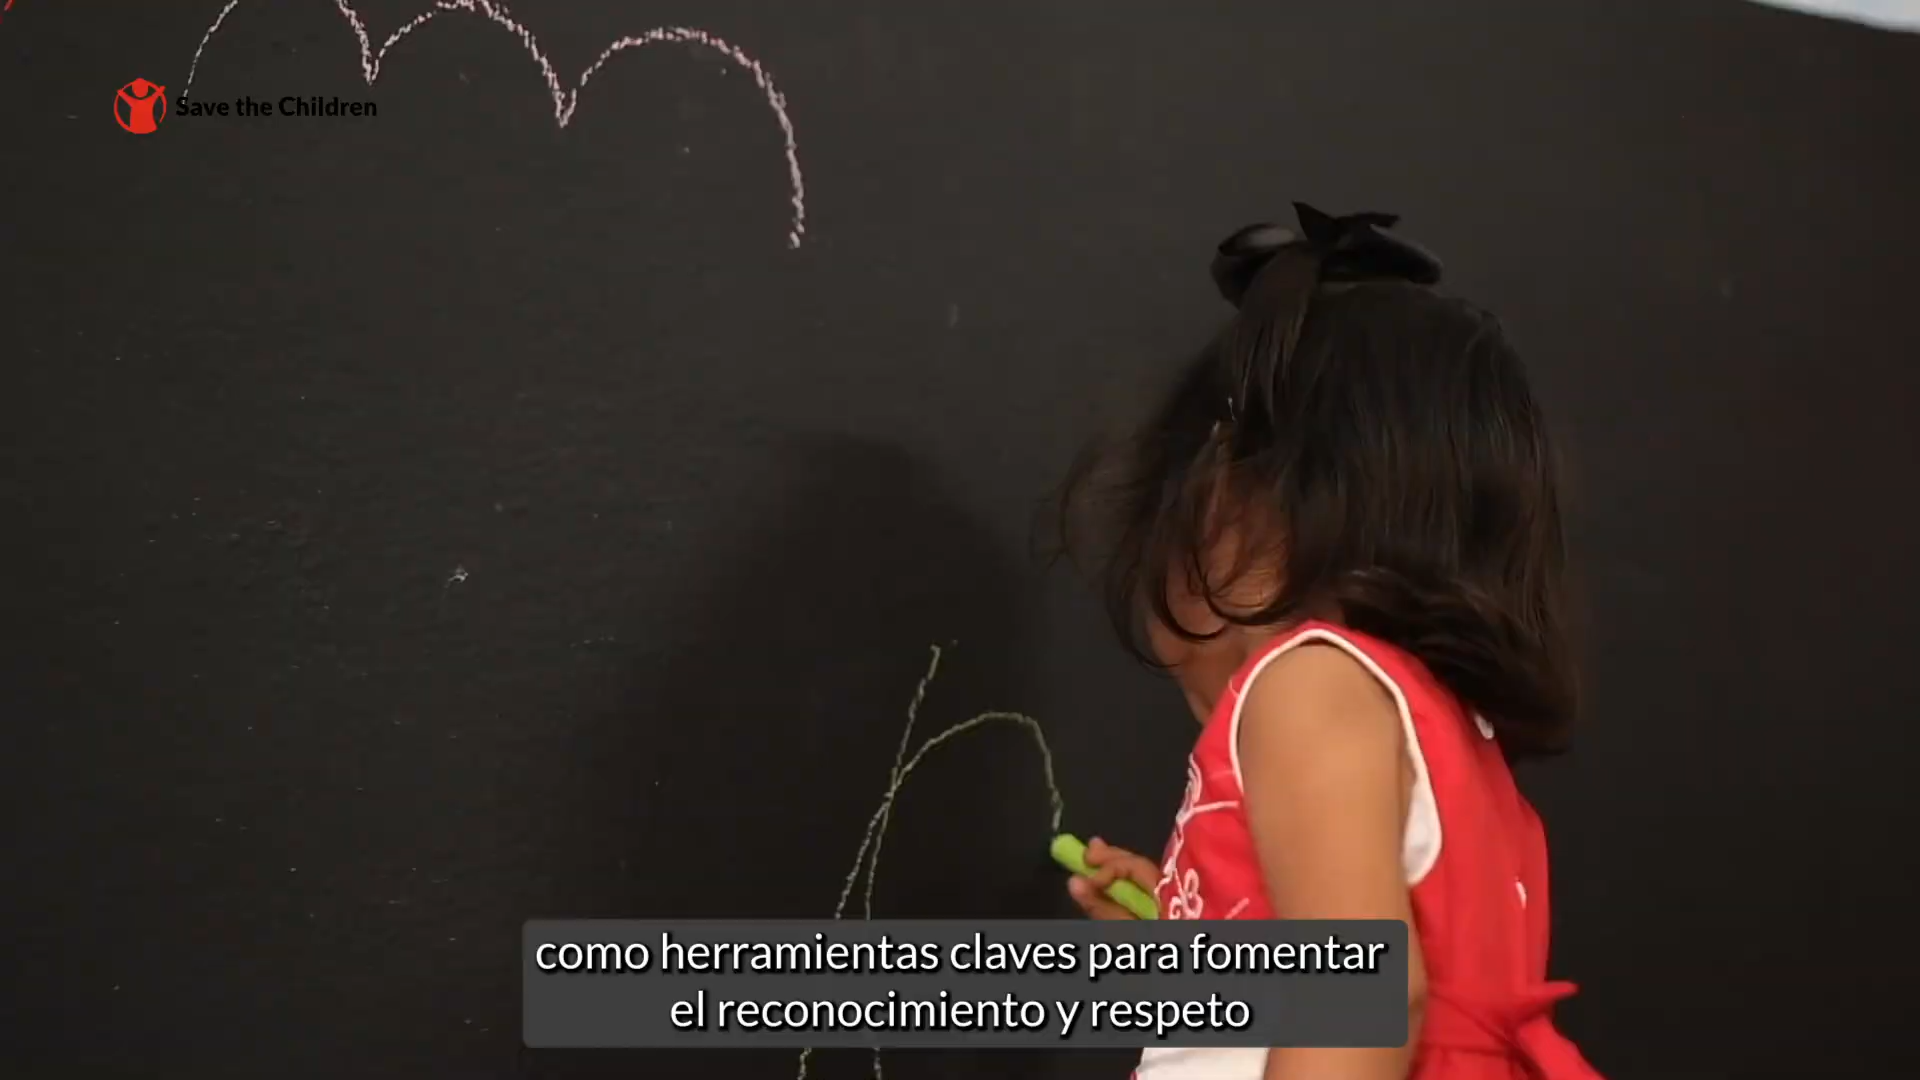 Save the Children
como herramientas claves para fomentar
el reconocimiento y respeto